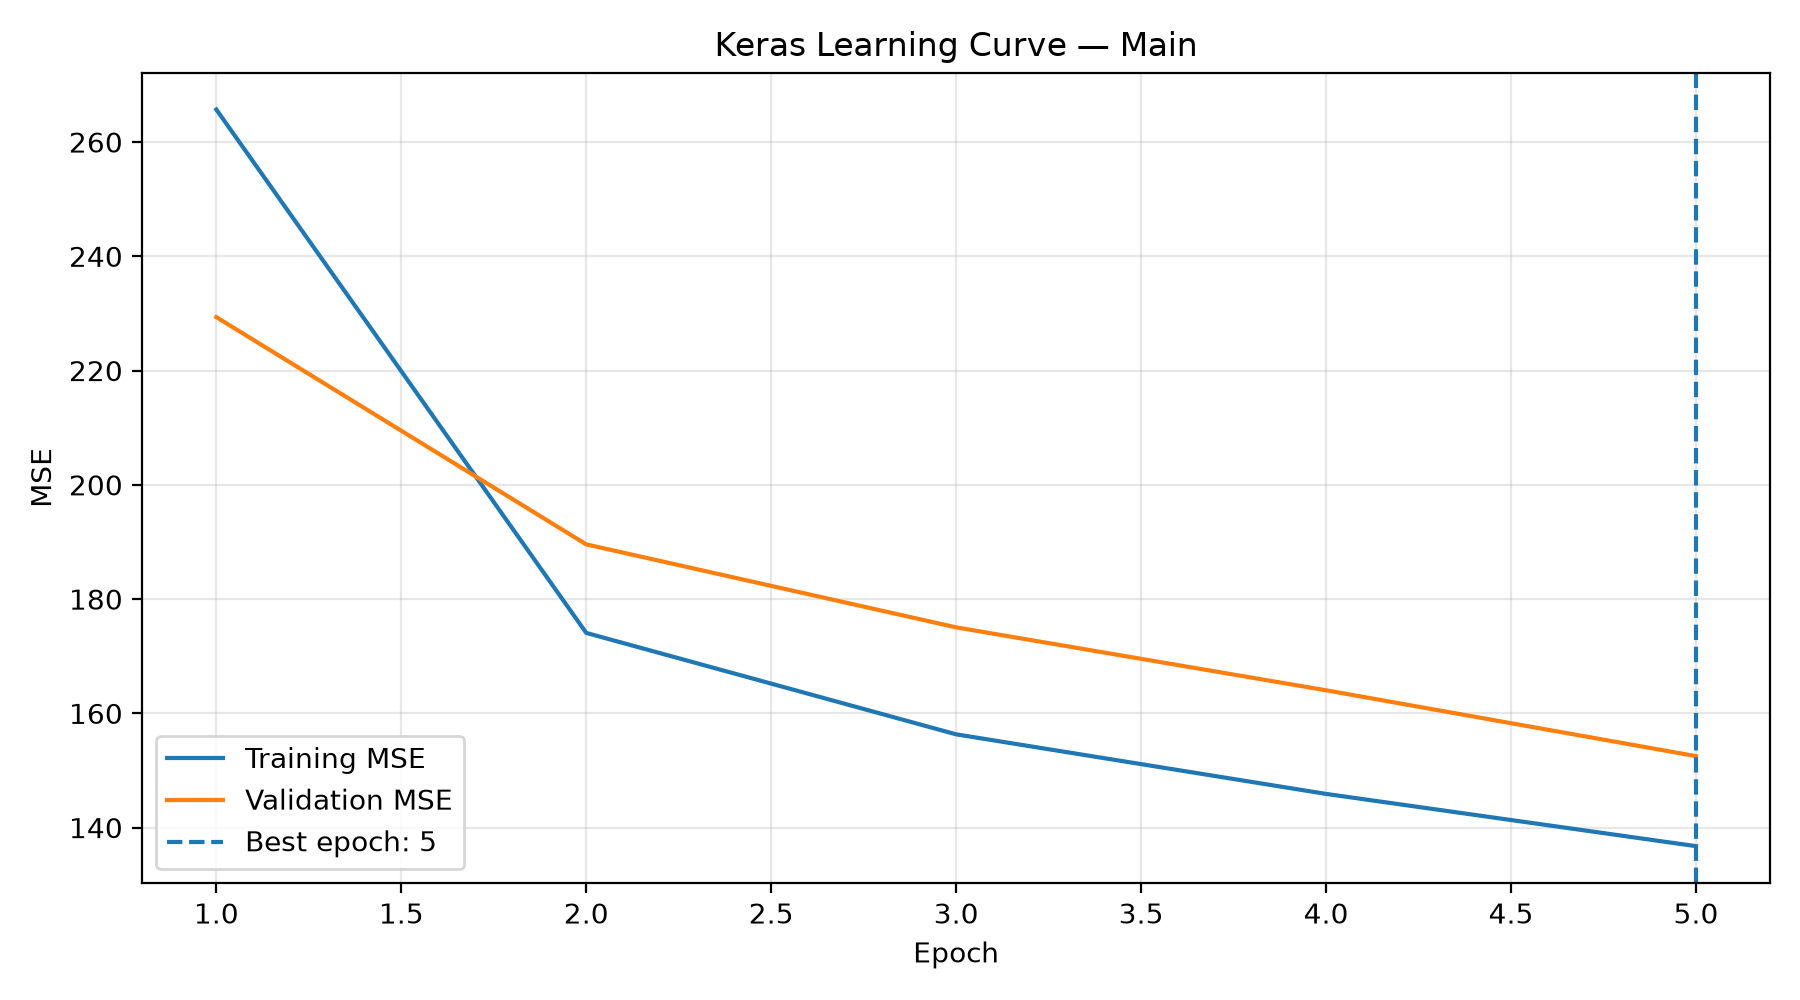 Keras Learning Curve — Main
MSE
260
240
220
200
180
160
140
Training MSE
Validation MSE
Best epoch: 5
1.0 1.5 2.0 2.5 3.0 3.5 4.0 4.5 5.0
Epoch